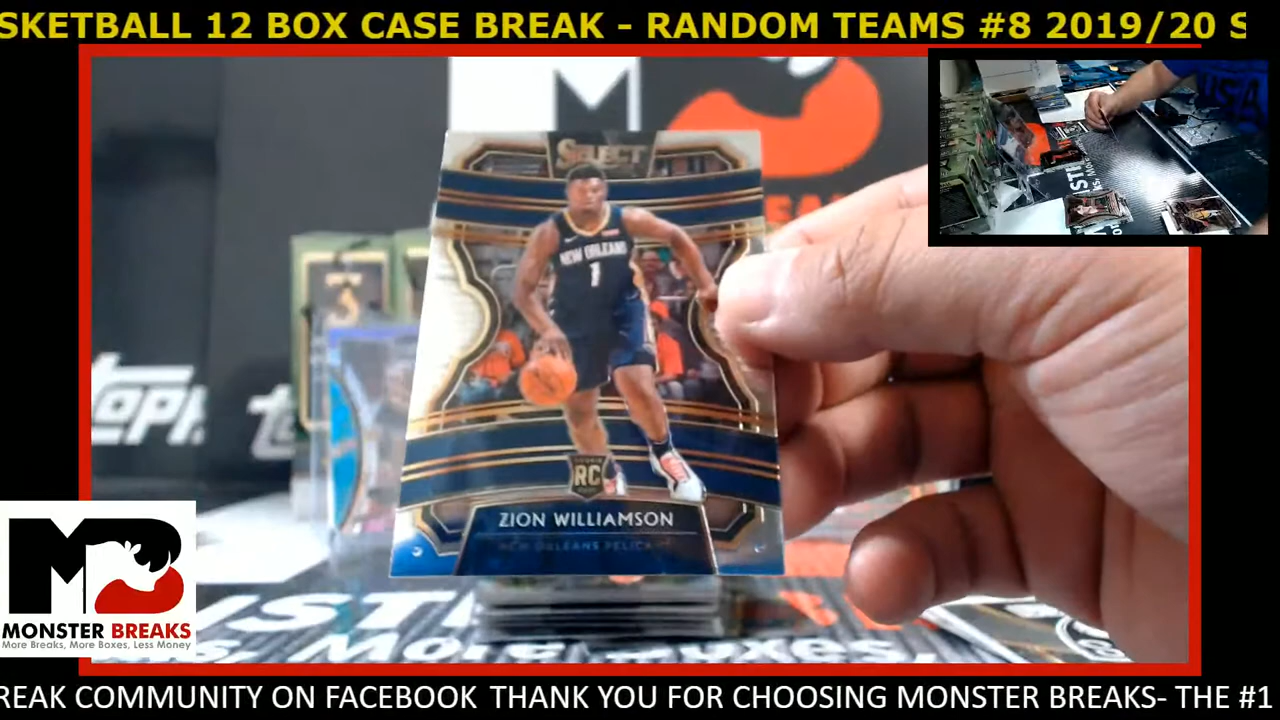 SKETBALL 12 BOX CASE BREAK - RANDOM TEAMS #8 2019/20 S
SELECT
NEW ORLEANS
1
RC
ZION WILLIAMSON
NEW ORLEANS PELICANS
TOPPS
MB
MONSTER BREAKS
More Breaks, More Boxes, Less Money
REAK COMMUNITY ON FACEBOOK THANK YOU FOR CHOOSING MONSTER BREAKS- THE #1